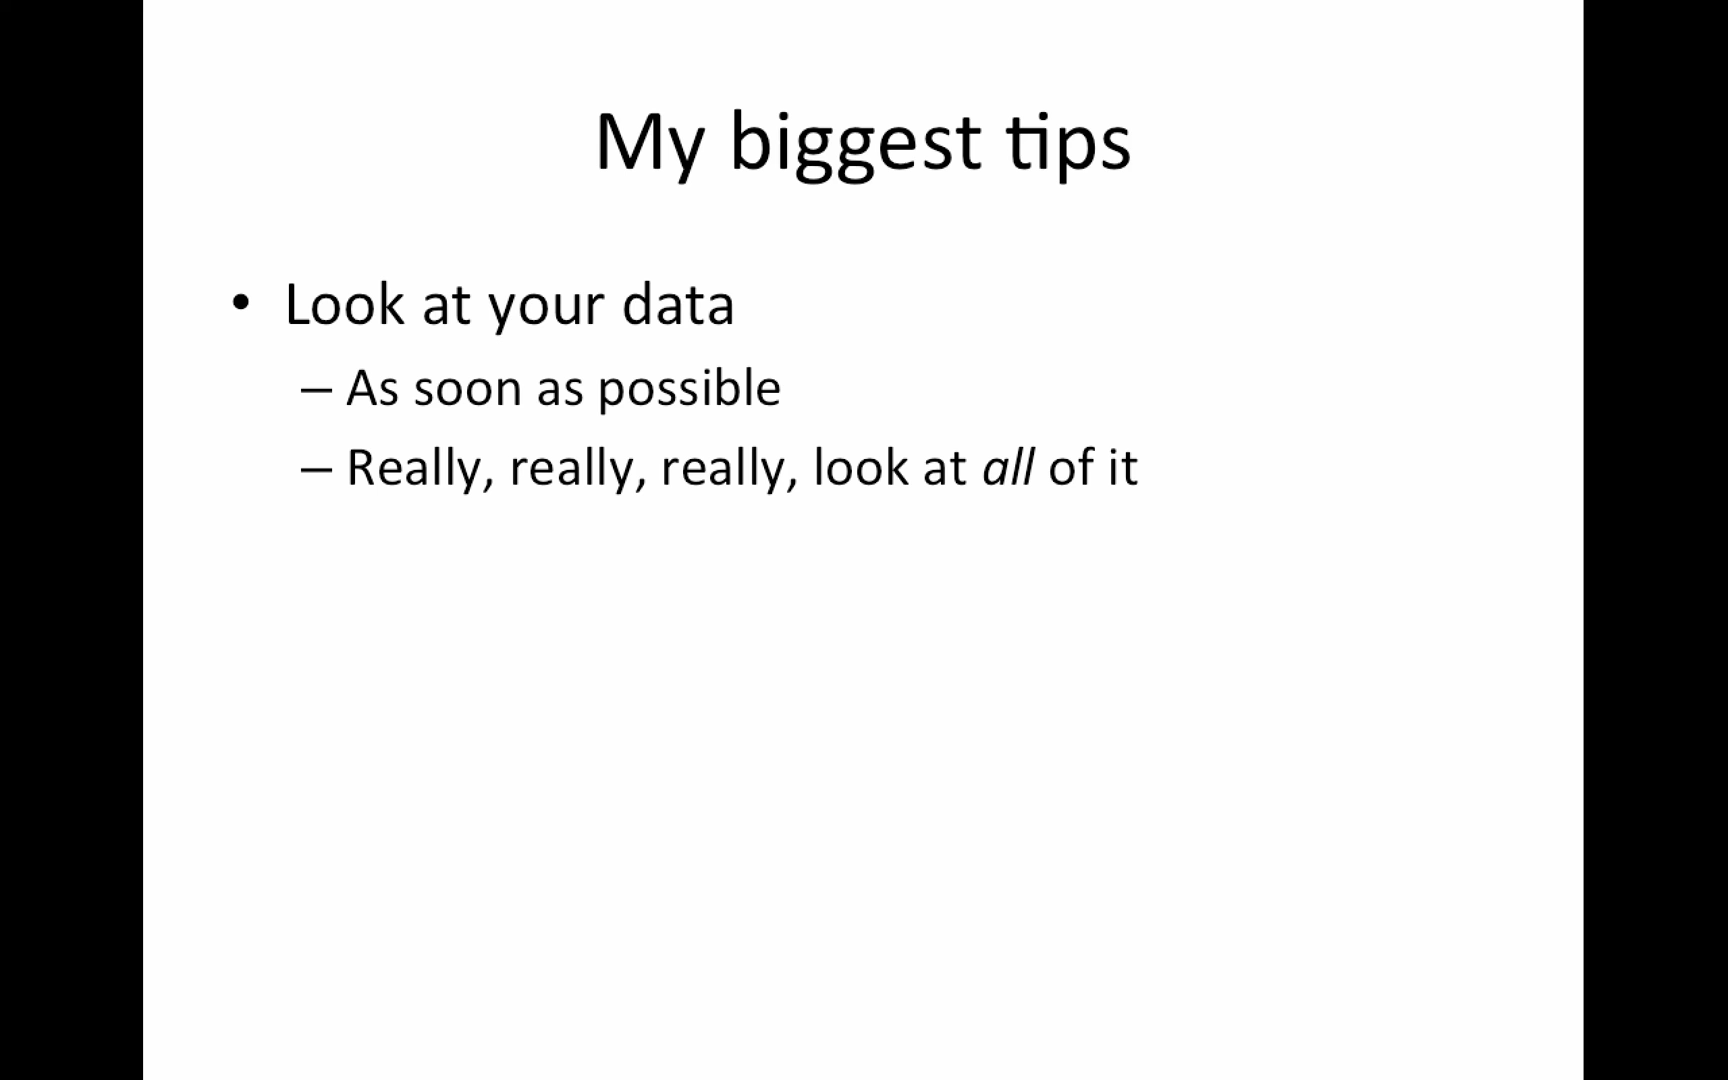 My biggest tips
• Look at your data
– As soon as possible
– Really, really, really, look at all of it